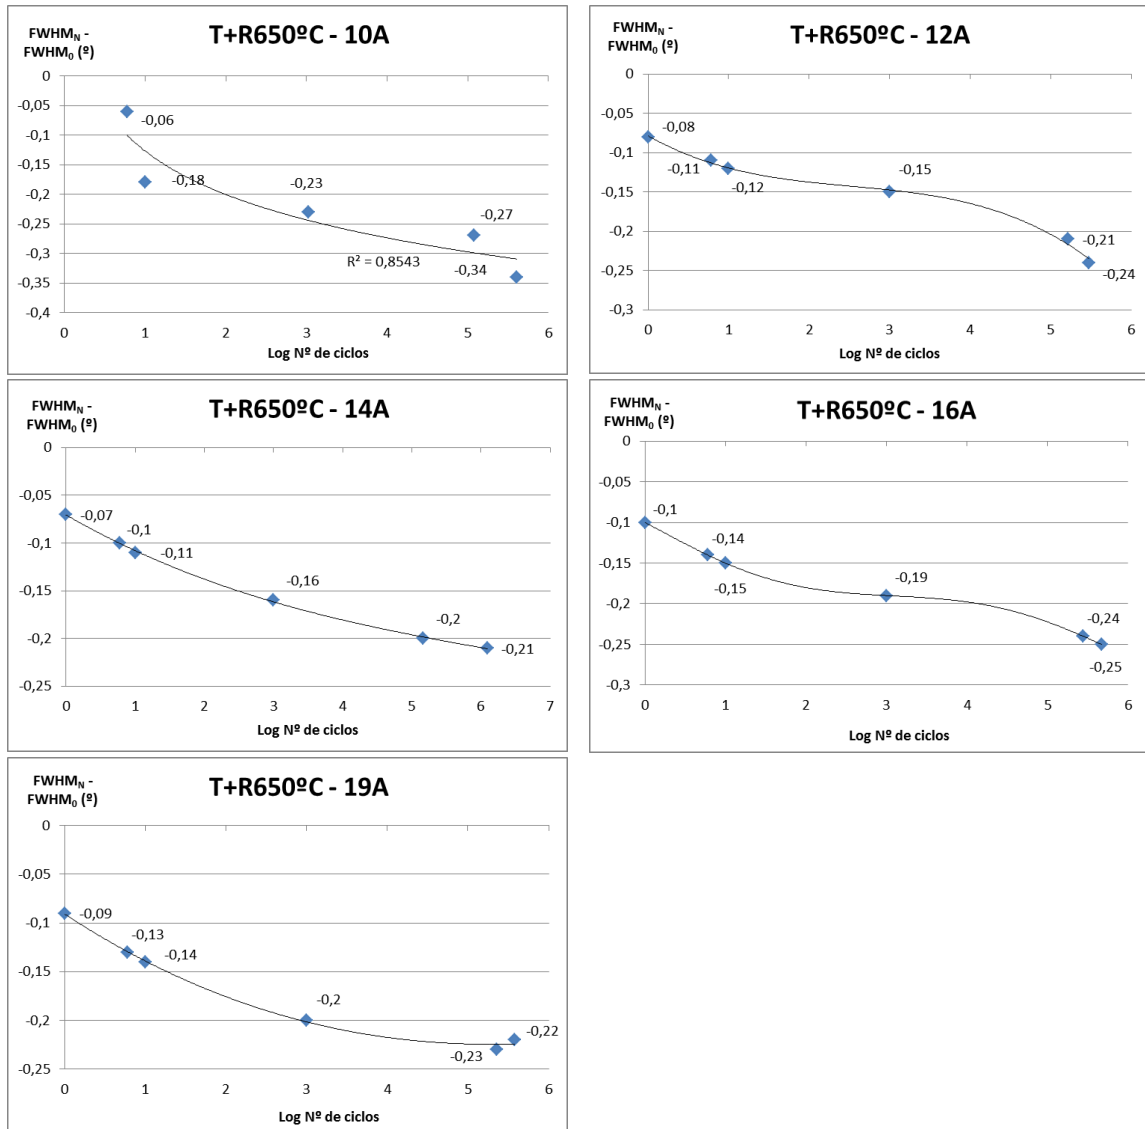 FWHMN -
FWHM0 (º)
T+R650ºC - 10A
0
-0,05
-0,1
-0,15
-0,2
-0,25
-0,3
-0,35
-0,4
-0,06
-0,18
-0,23
-0,27
-0,34
R² = 0,8543
0 1 2 3 4 5 6
Log Nº de ciclos
FWHMN -
FWHM0 (º)
T+R650ºC - 12A
0
-0,05
-0,1
-0,15
-0,2
-0,25
-0,3
-0,08
-0,11
-0,12
-0,15
-0,21
-0,24
0 1 2 3 4 5 6
Log Nº de ciclos
FWHMN -
FWHM0 (º)
T+R650ºC - 14A
0
-0,05
-0,1
-0,15
-0,2
-0,25
-0,07
-0,1
-0,11
-0,16
-0,2
-0,21
0 1 2 3 4 5 6 7
Log Nº de ciclos
FWHMN -
FWHM0 (º)
T+R650ºC - 16A
0
-0,05
-0,1
-0,15
-0,2
-0,25
-0,3
-0,1
-0,14
-0,15
-0,19
-0,24
-0,25
0 1 2 3 4 5 6
Log Nº de ciclos
FWHMN -
FWHM0 (º)
T+R650ºC - 19A
0
-0,05
-0,1
-0,15
-0,2
-0,25
-0,09
-0,13
-0,14
-0,2
-0,23
-0,22
0 1 2 3 4 5 6
Log Nº de ciclos